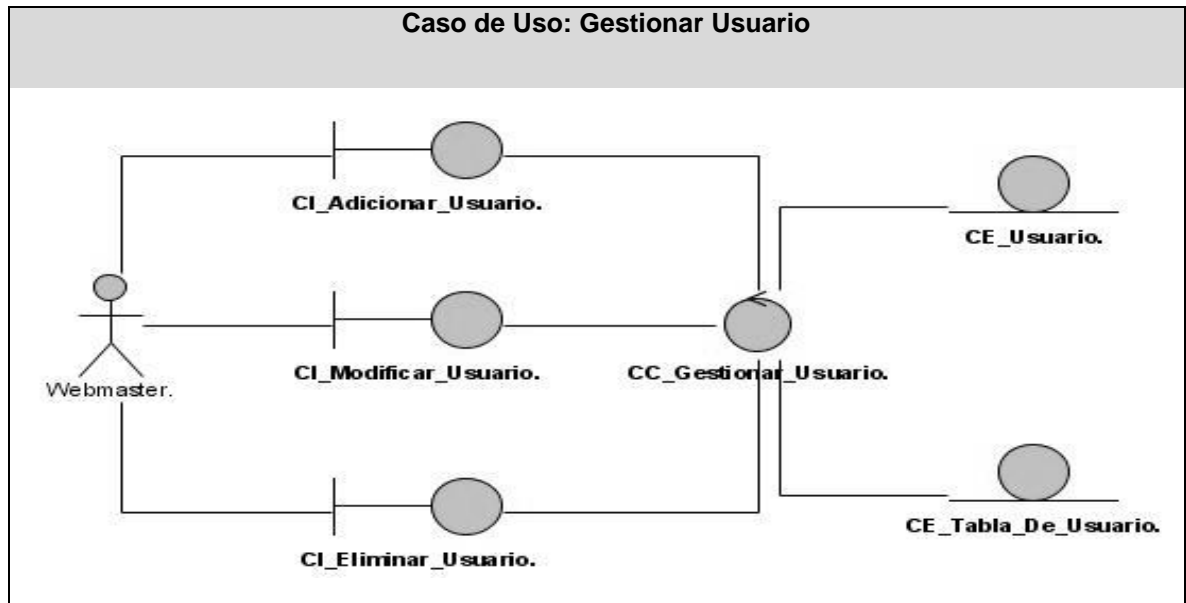 Caso de Uso: Gestionar Usuario
CI_Adicionar_Usuario.
CE_Usuario.
CI_Modificar_Usuario.
CC_Gestionar_Usuario.
Webmaster.
CE_Tabla_De_Usuario.
CI_Eliminar_Usuario.